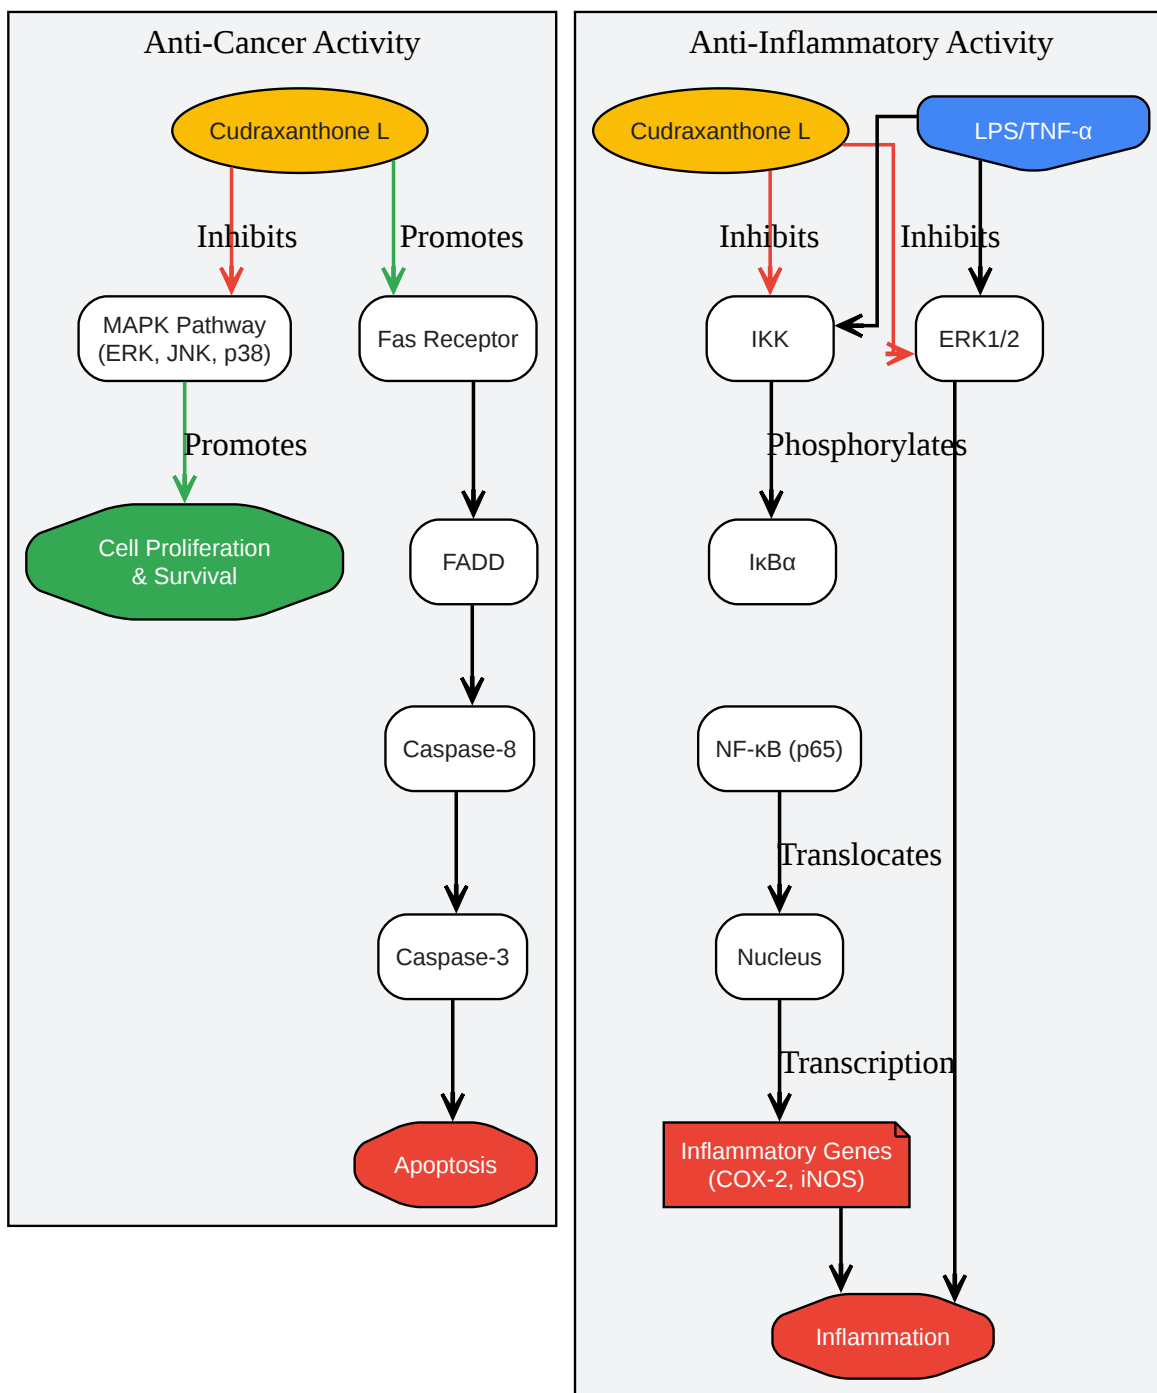 Anti-Cancer Activity
Cudraxanthone L
Inhibits
Promotes
MAPK Pathway
(ERK, JNK, p38)
Fas Receptor
Promotes
Cell Proliferation
& Survival
FADD
Caspase-8
Caspase-3
Apoptosis
Anti-Inflammatory Activity
Cudraxanthone L
LPS/TNF-α
Inhibits
Inhibits
IKK
ERK1/2
Phosphorylates
IκBα
NF-κB (p65)
Translocates
Nucleus
Transcription
Inflammatory Genes
(COX-2, iNOS)
Inflammation